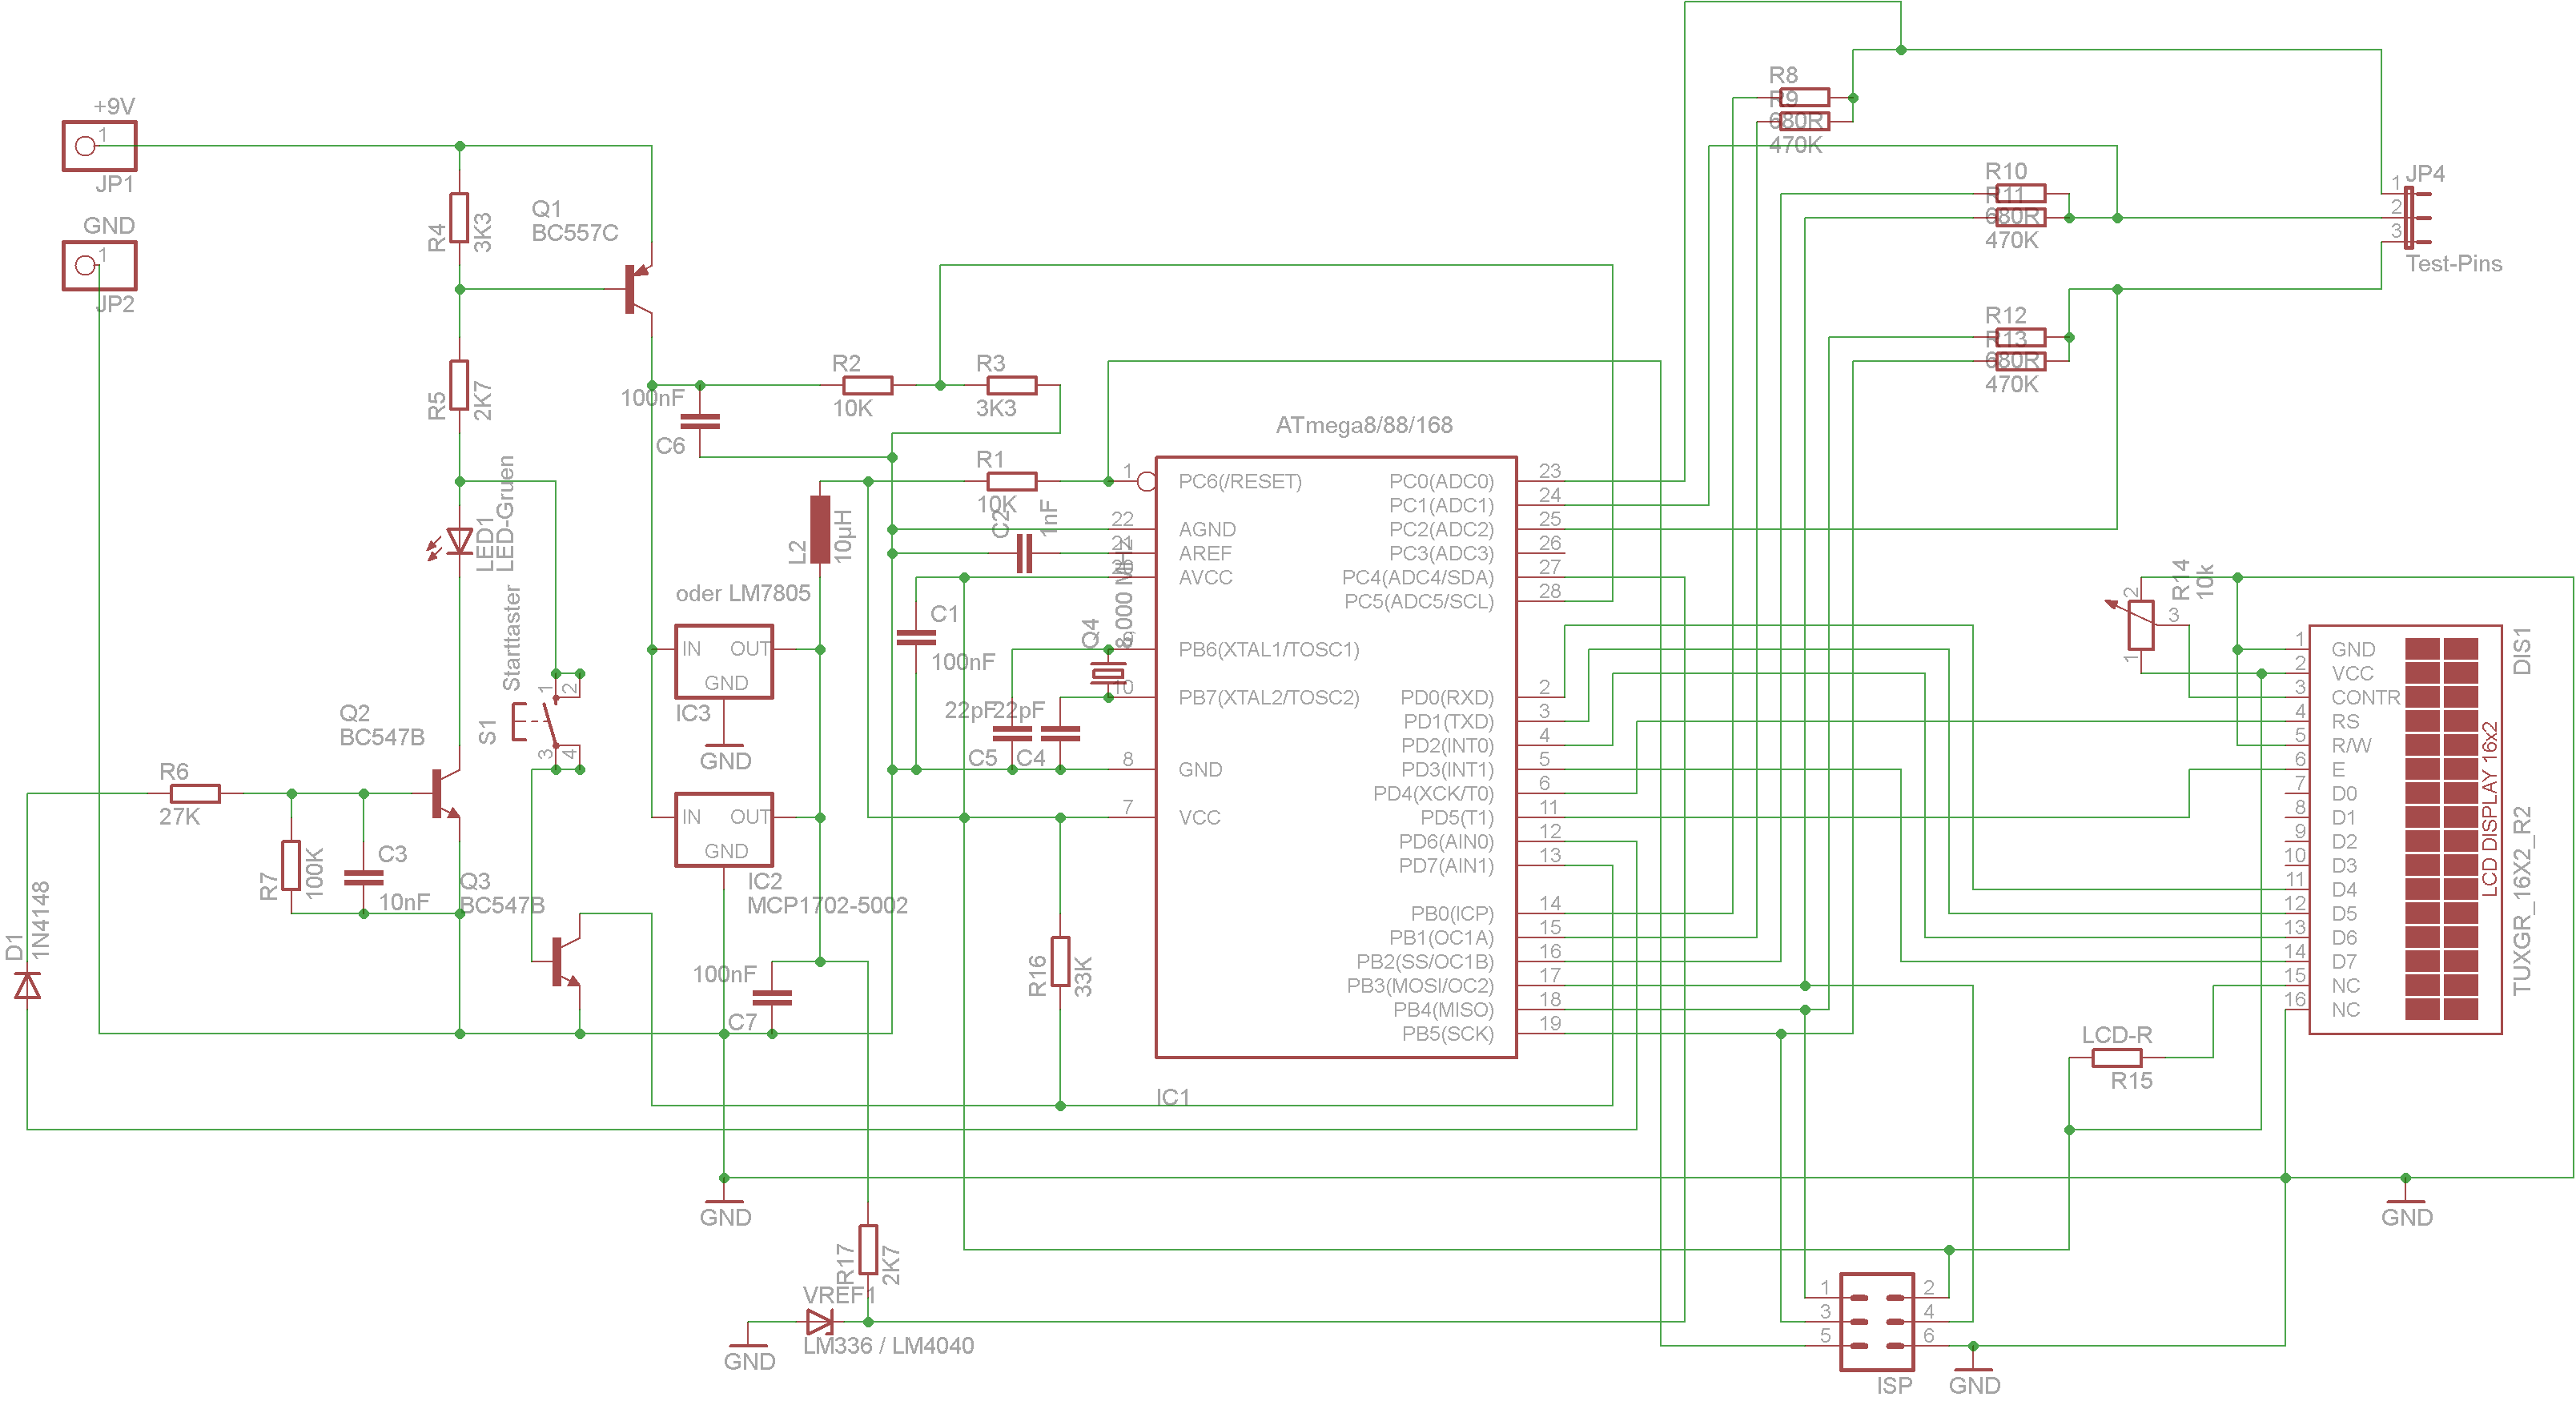 +9V
1
JP1
GND
1
JP2
R4
3K3
Q1
BC557C
R5
2K7
LED1
LED-Gruen
Starttaster
S1
1
2
3
4
Q2
BC547B
R6
27K
R7
100K
C3
10nF
Q3
BC547B
D1
1N4148
100nF
C6
R2
10K
R3
3K3
R1
10K
C2
1nF
L2
10µH
oder LM7805
IN
OUT
GND
IC3
GND
IN
OUT
GND
IC2
MCP1702-5002
100nF
C7
C1
100nF
Q4
8.000 MHz
22pF
22pF
C5
C4
R16
33K
GND
R17
2K7
VREF1
LM336 / LM4040
GND
ATmega8/88/168
1
PC6(/RESET)
22
AGND
21
AREF
20
AVCC
9
PB6(XTAL1/TOSC1)
10
PB7(XTAL2/TOSC2)
8
GND
7
VCC
PC0(ADC0)
23
PC1(ADC1)
24
PC2(ADC2)
25
PC3(ADC3)
26
PC4(ADC4/SDA)
27
PC5(ADC5/SCL)
28
PD0(RXD)
2
PD1(TXD)
3
PD2(INT0)
4
PD3(INT1)
5
PD4(XCK/T0)
6
PD5(T1)
11
PD6(AIN0)
12
PD7(AIN1)
13
PB0(ICP)
14
PB1(OC1A)
15
PB2(SS/OC1B)
16
PB3(MOSI/OC2)
17
PB4(MISO)
18
PB5(SCK)
19
IC1
R8
R9
680R
470K
R10
R11
680R
470K
R12
R13
680R
470K
JP4
1
2
3
Test-Pins
R14
10k
2
3
1
DIS1
1
GND
2
VCC
3
CONTR
4
RS
5
R/W
6
E
7
D0
8
D1
9
D2
10
D3
11
D4
12
D5
13
D6
14
D7
15
NC
16
NC
LCD DISPLAY 16x2
TUXGR_16X2_R2
LCD-R
R15
GND
1
2
3
4
5
6
ISP
GND